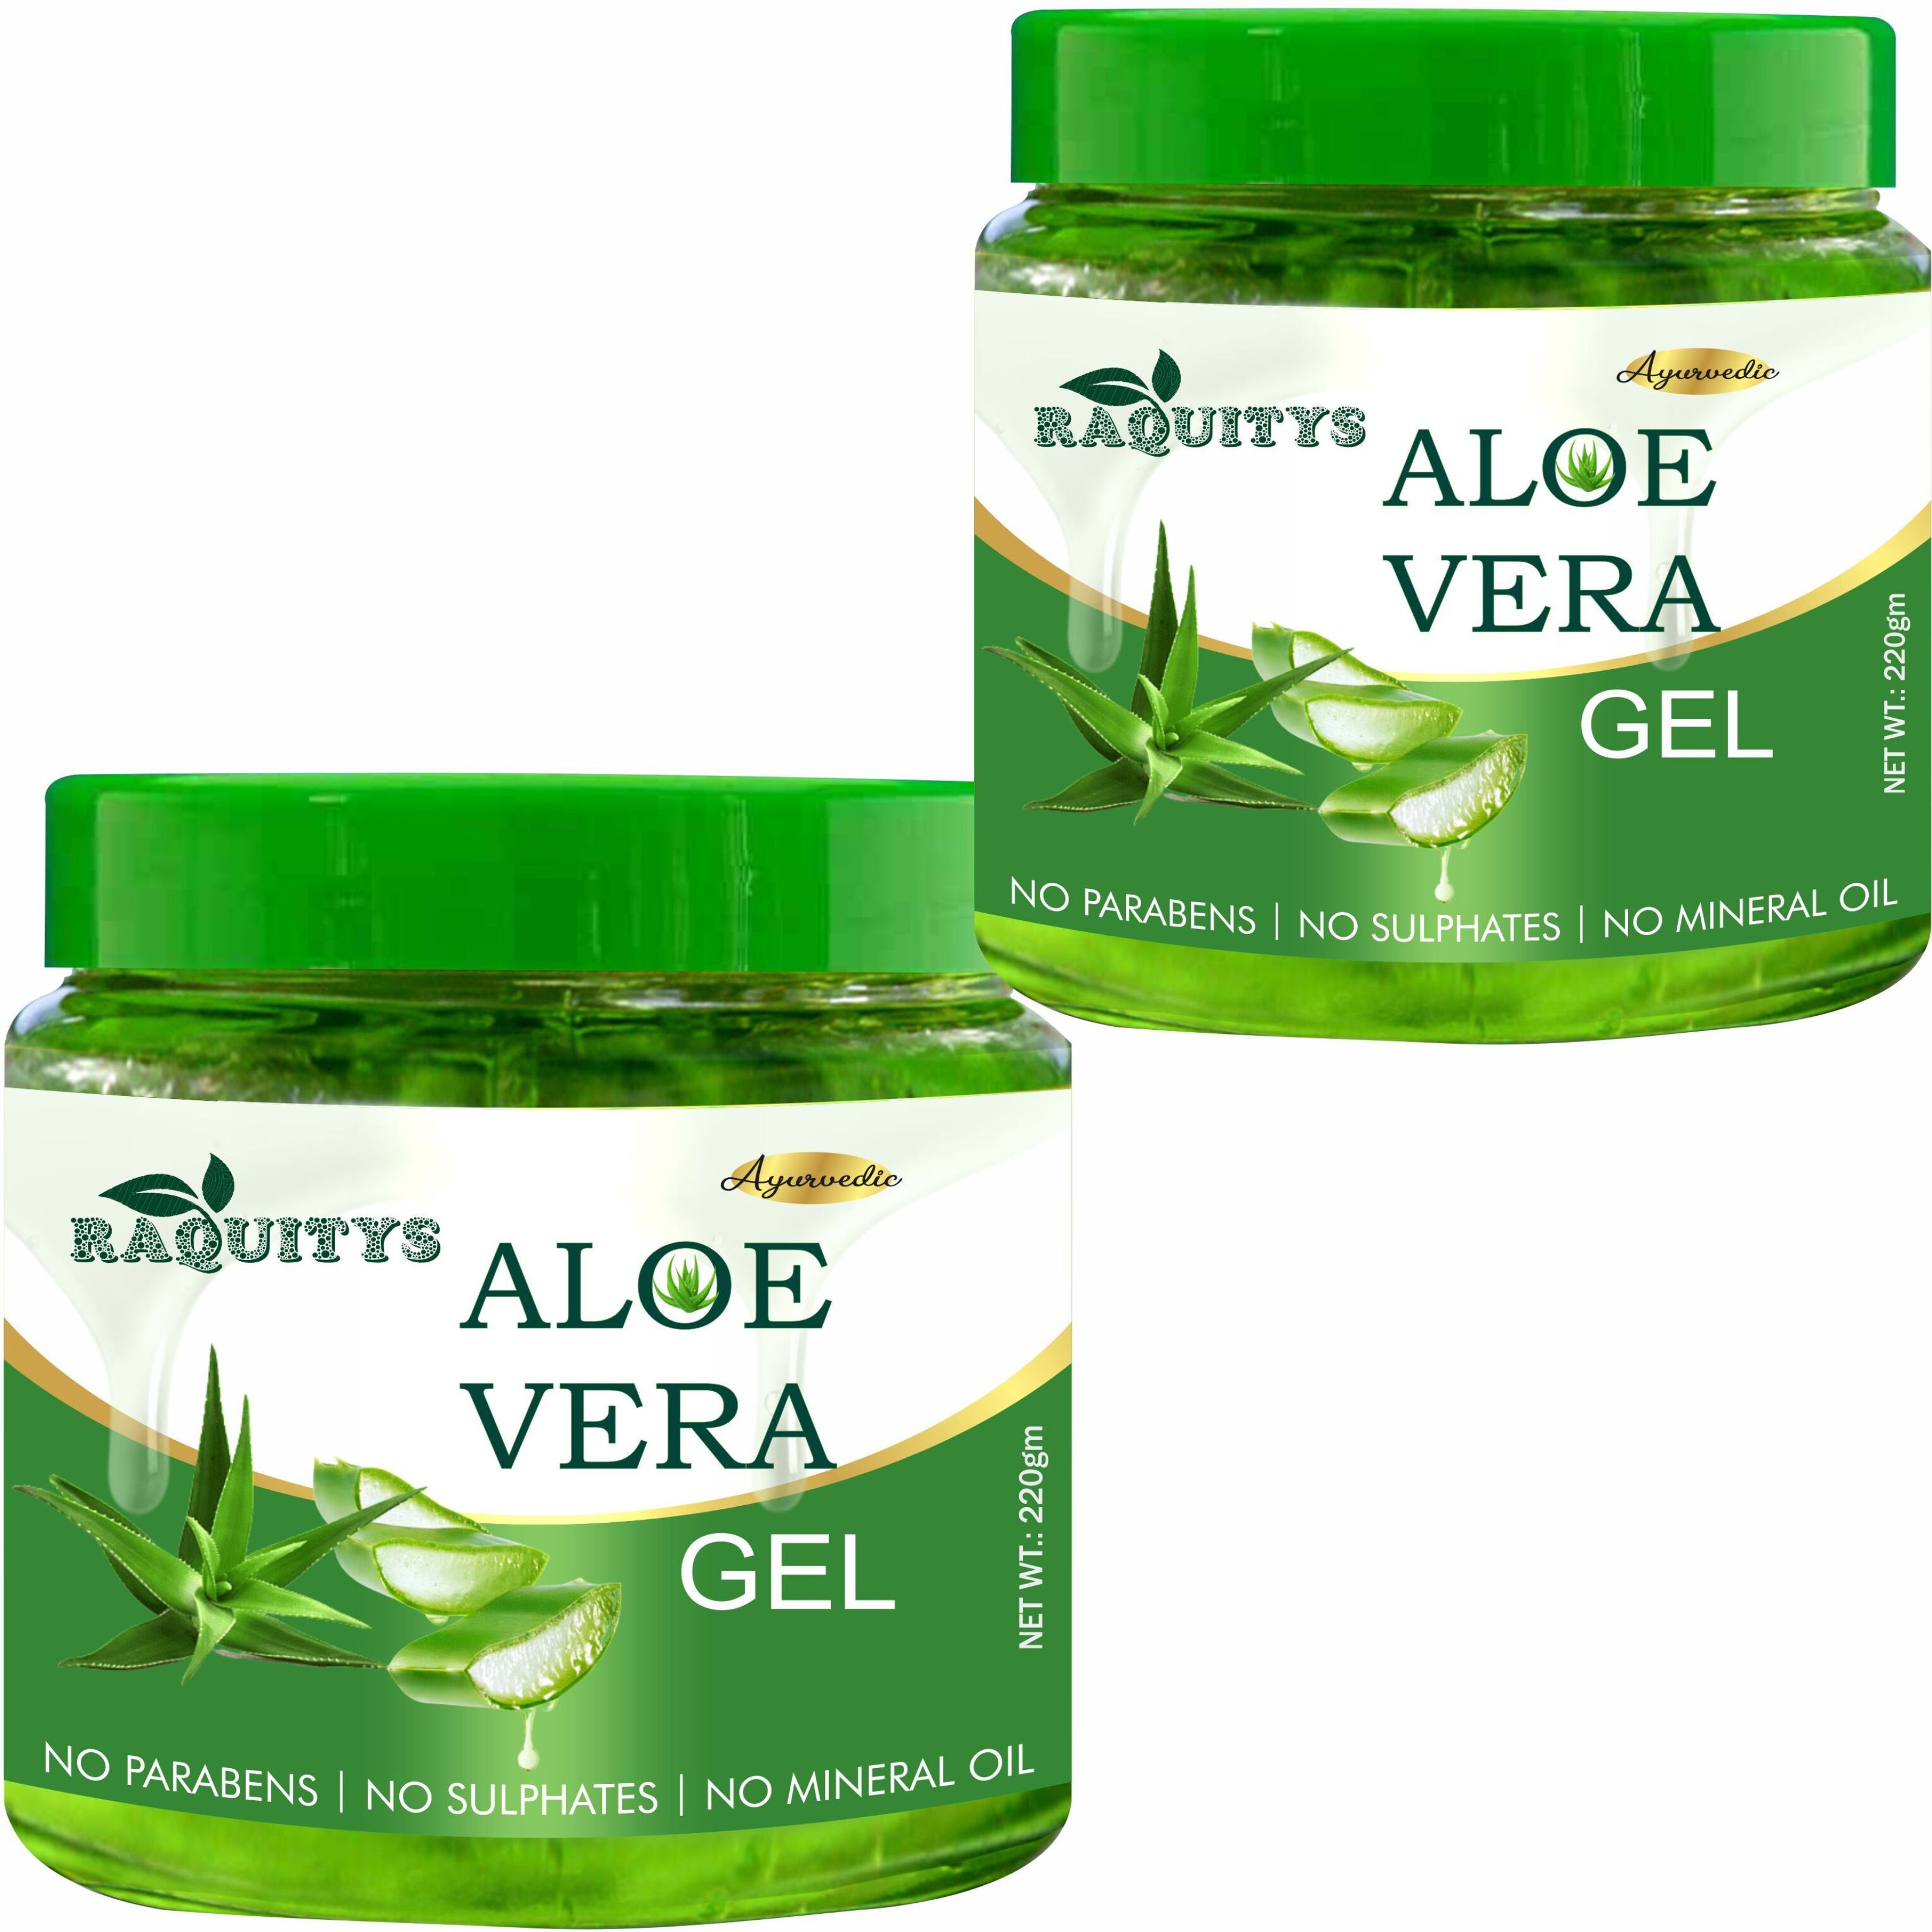 Ayurvedic
RAQUITYS
ALOE
VERA
GEL
NET WT.: 220gm
NO PARABENS | NO SULPHATES | NO MINERAL OIL
Ayurvedic
RAQUITYS
ALOE
VERA
GEL
NET WT.: 220gm
NO PARABENS | NO SULPHATES | NO MINERAL OIL